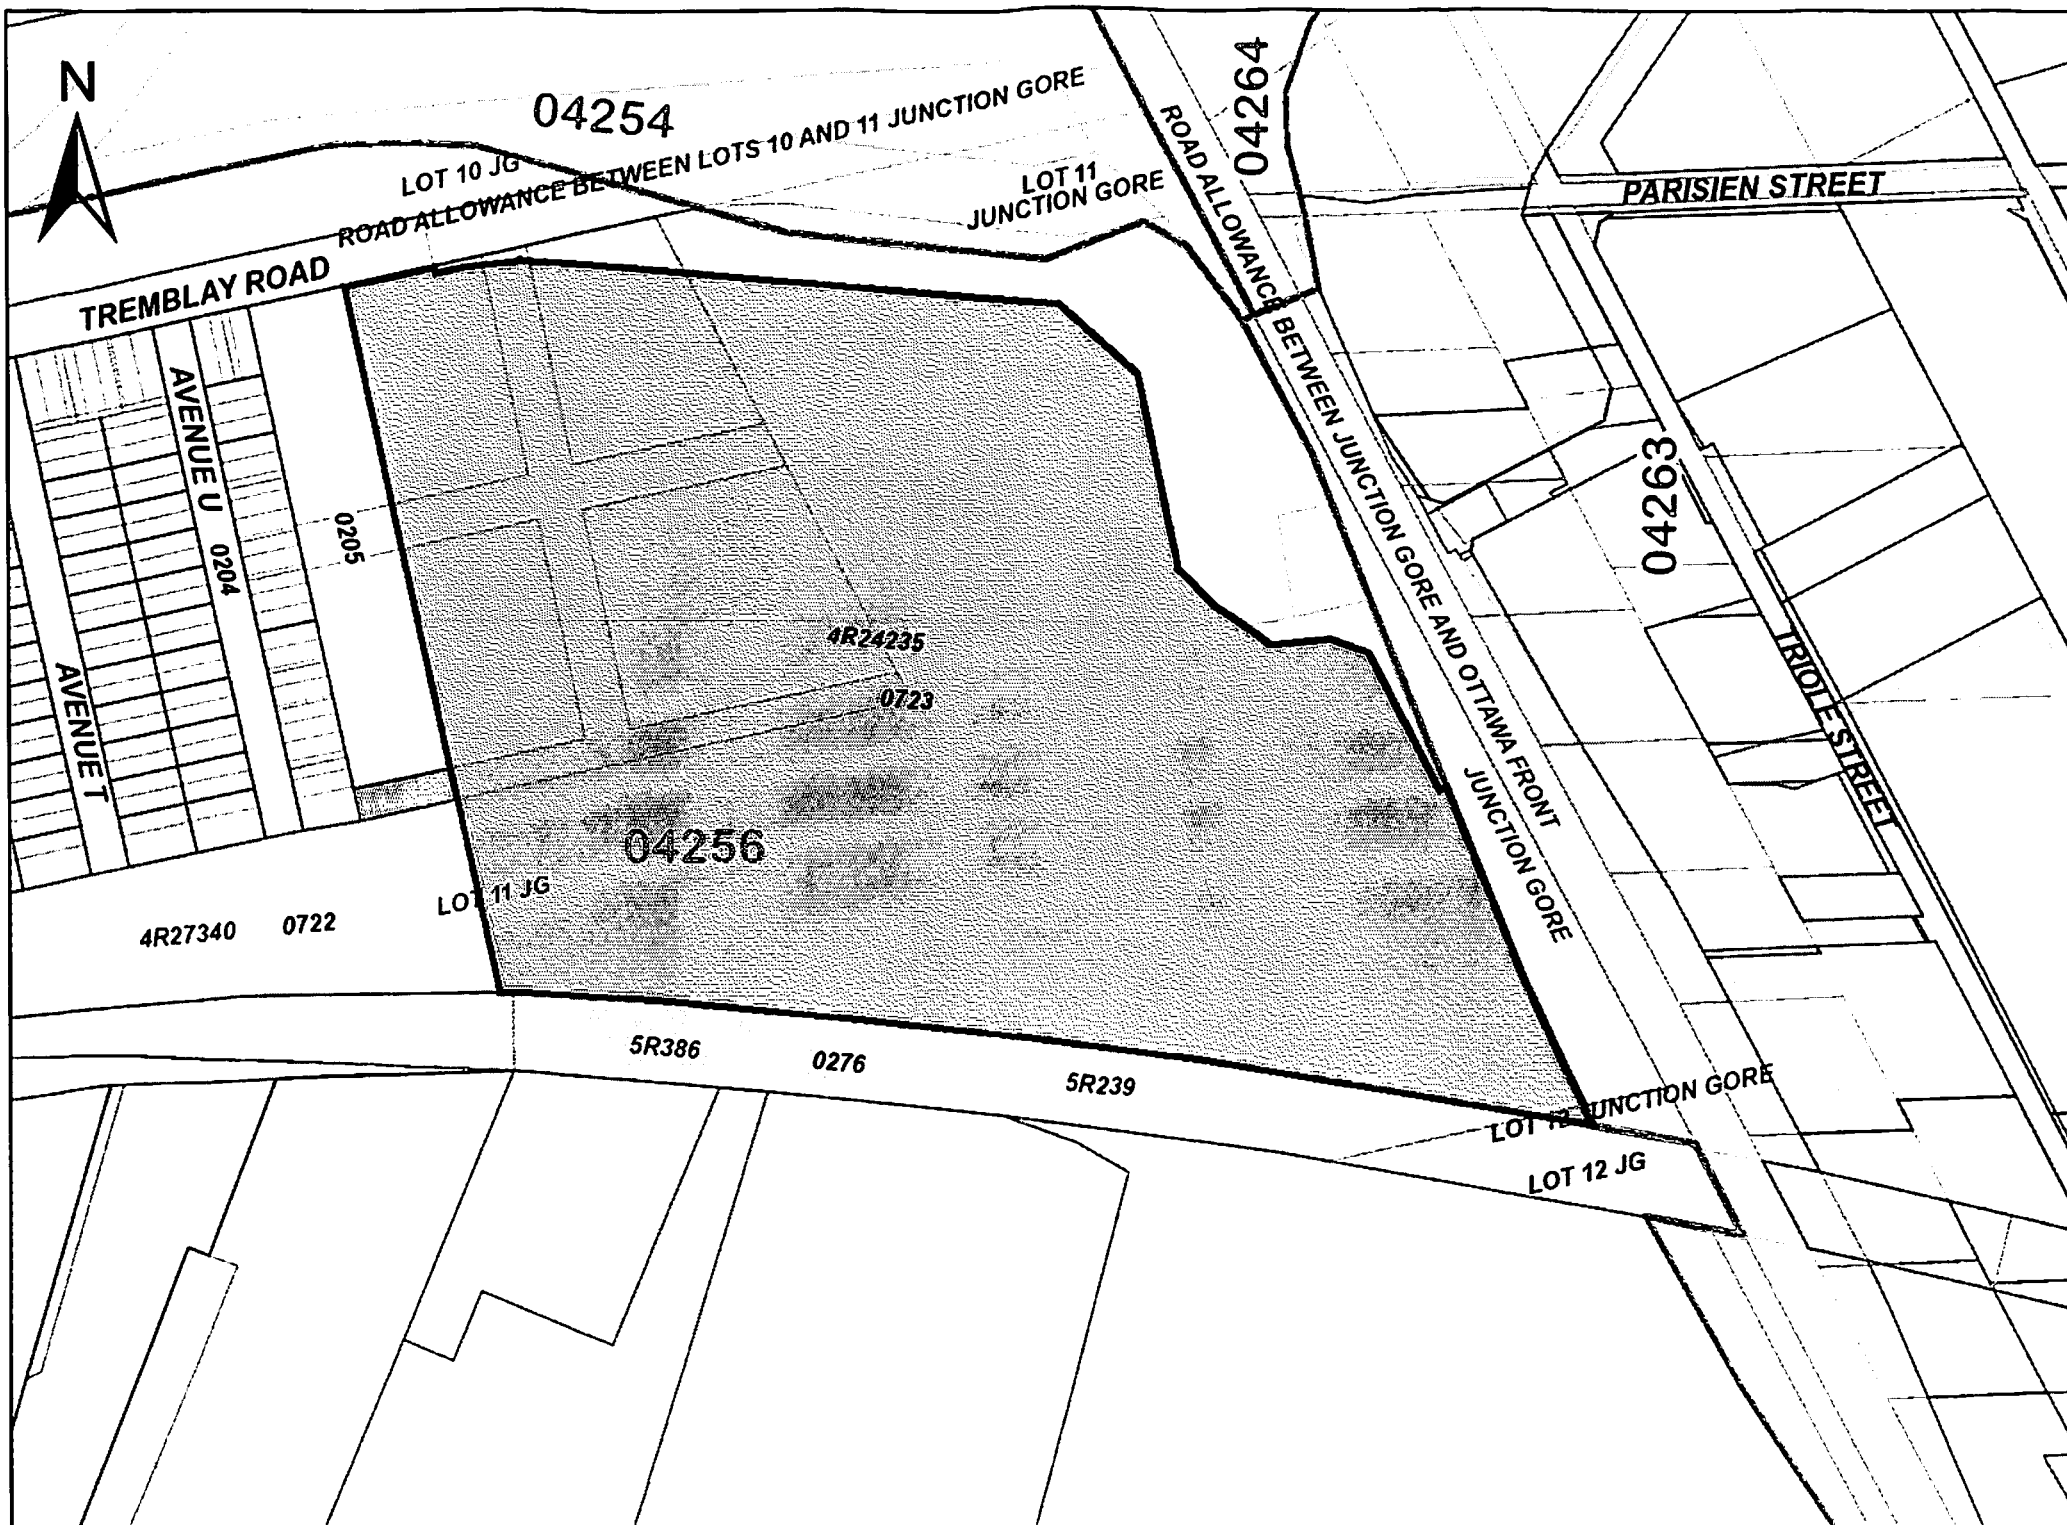 N
04254
04264
LOT 10 JG
ROAD ALLOWANCE BETWEEN LOTS 10 AND 11 JUNCTION GORE
LOT 11
JUNCTION GORE
PARISIEN STREET
TREMBLAY ROAD
ROAD ALLOWANCE BETWEEN JUNCTION GORE AND OTTAWA FRONT
JUNCTION GORE
AVENUE U
0204
0205
04263
AVENUE T
4R24235
0723
TRIOLE STREET
04256
LOT 11 JG
4R27340
0722
5R386
0276
5R239
LOT 12 JUNCTION GORE
LOT 12 JG